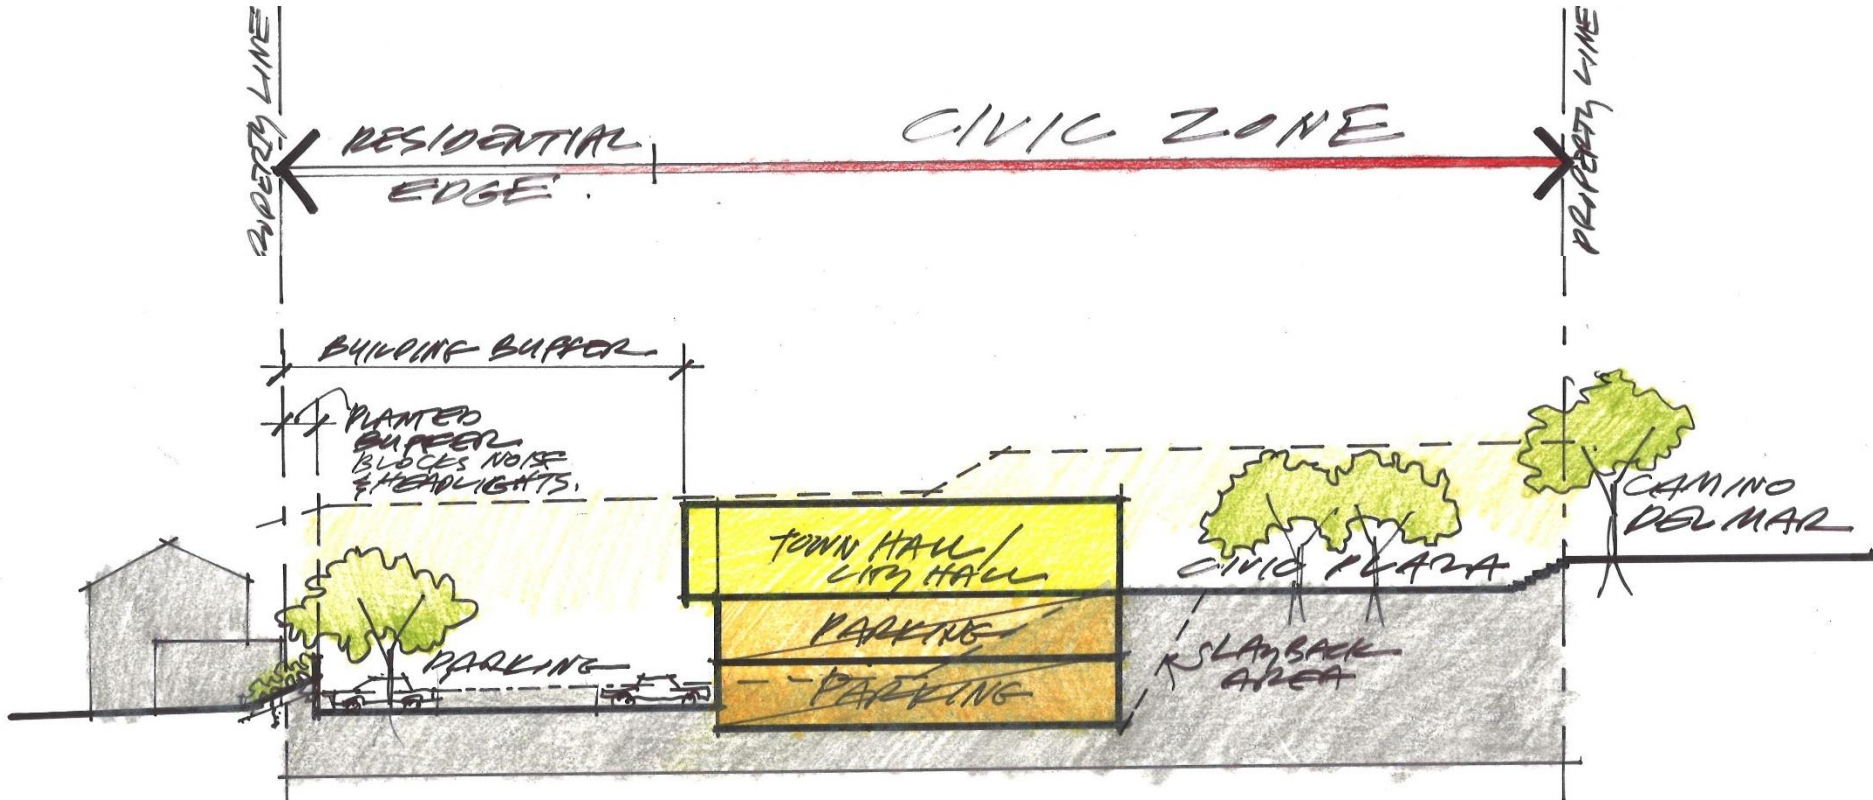 PROPERTY LINE
RESIDENTIAL
EDGE.
CIVIC ZONE
PROPERTY LINE
BUILDING BUFFER
PLANTED
BUFFER
BLOCKS NOISE
& HEADLIGHTS.
CAMINO
DEL MAR
TOWN HALL/
CITY HALL
CIVIC PLAZA
PARKING
PARKING
PARKING
SLAYBACK
AREA